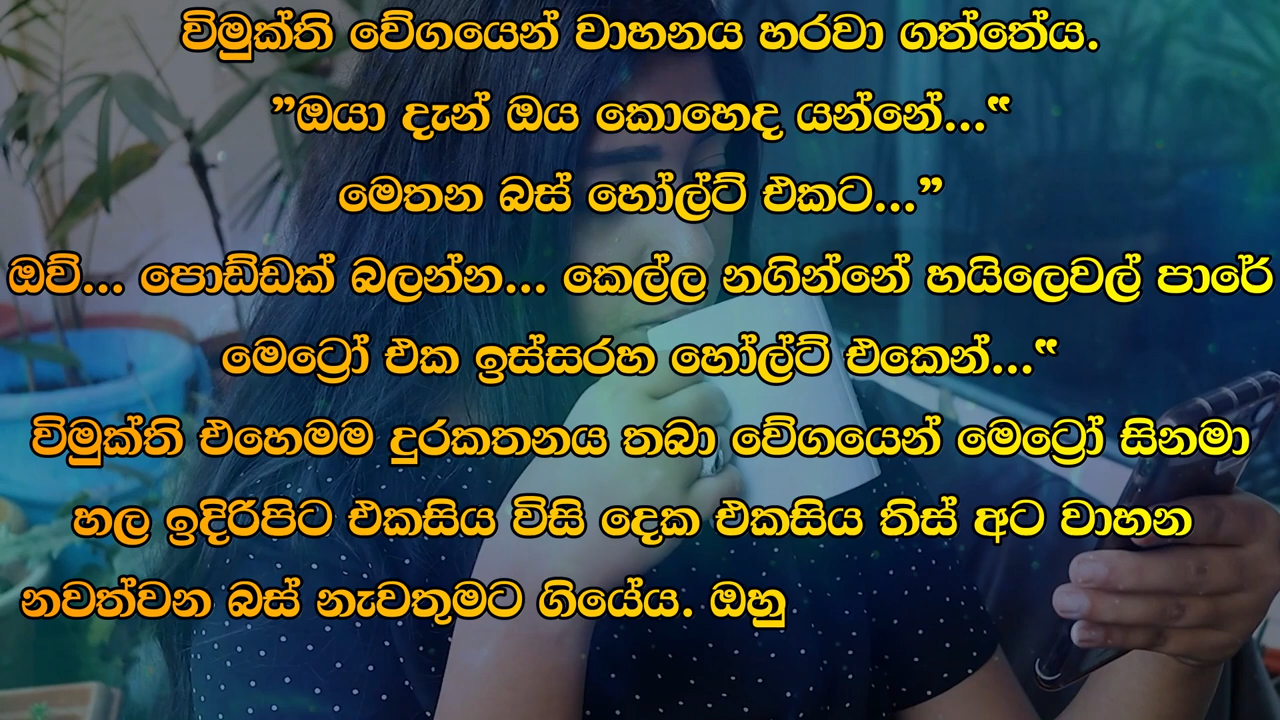 විමුක්ති වේගයෙන් වාහනය හරවා ගත්තේය.
”ඔයා දැන් ඔය කොහෙද යන්නේ...“
මෙතන බස් හෝල්ට් එකට...”
ඔව්... පොඩ්ඩක් බලන්න... කෙල්ල නගින්නේ හයිලෙවල් පාරේ
මෙට්‍රෝ එක ඉස්සරහ හෝල්ට් එකෙන්...“
විමුක්ති එහෙමම දුරකතනය තබා වේගයෙන් මෙට්‍රෝ සිනමා
හල ඉදිරිපිට එකසිය විසි දෙක එකසිය තිස් අට වාහන
නවත්වන බස් නැවතුමට ගියේය. ඔහු